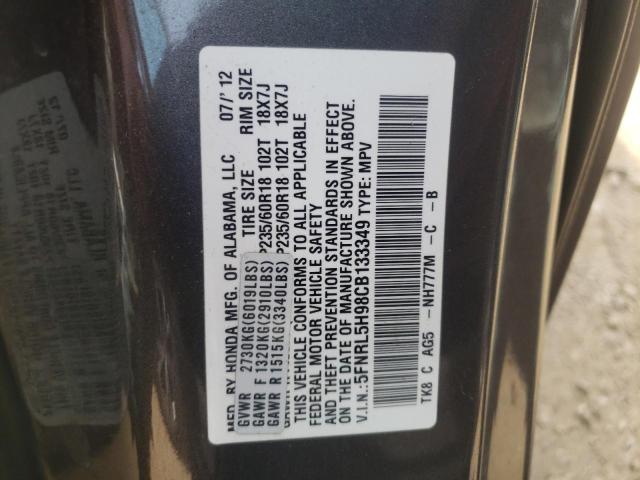 MFD BY HONDA MFG. OF ALABAMA, LLC 07/'12
TIRE SIZE RIM SIZE
GVWR 2730KG(6019LBS)
GAWR F 1320KG(2910LBS) P235/60R18 102T 18X7J
GAWR R 1515KG(3340LBS) P235/60R18 102T 18X7J
THIS VEHICLE CONFORMS TO ALL APPLICABLE
FEDERAL MOTOR VEHICLE SAFETY
AND THEFT PREVENTION STANDARDS IN EFFECT
ON THE DATE OF MANUFACTURE SHOWN ABOVE.
V.I.N.:5FNRL5H98CB133349 TYPE: MPV
TK8 C AG5 -NH777M -C -B